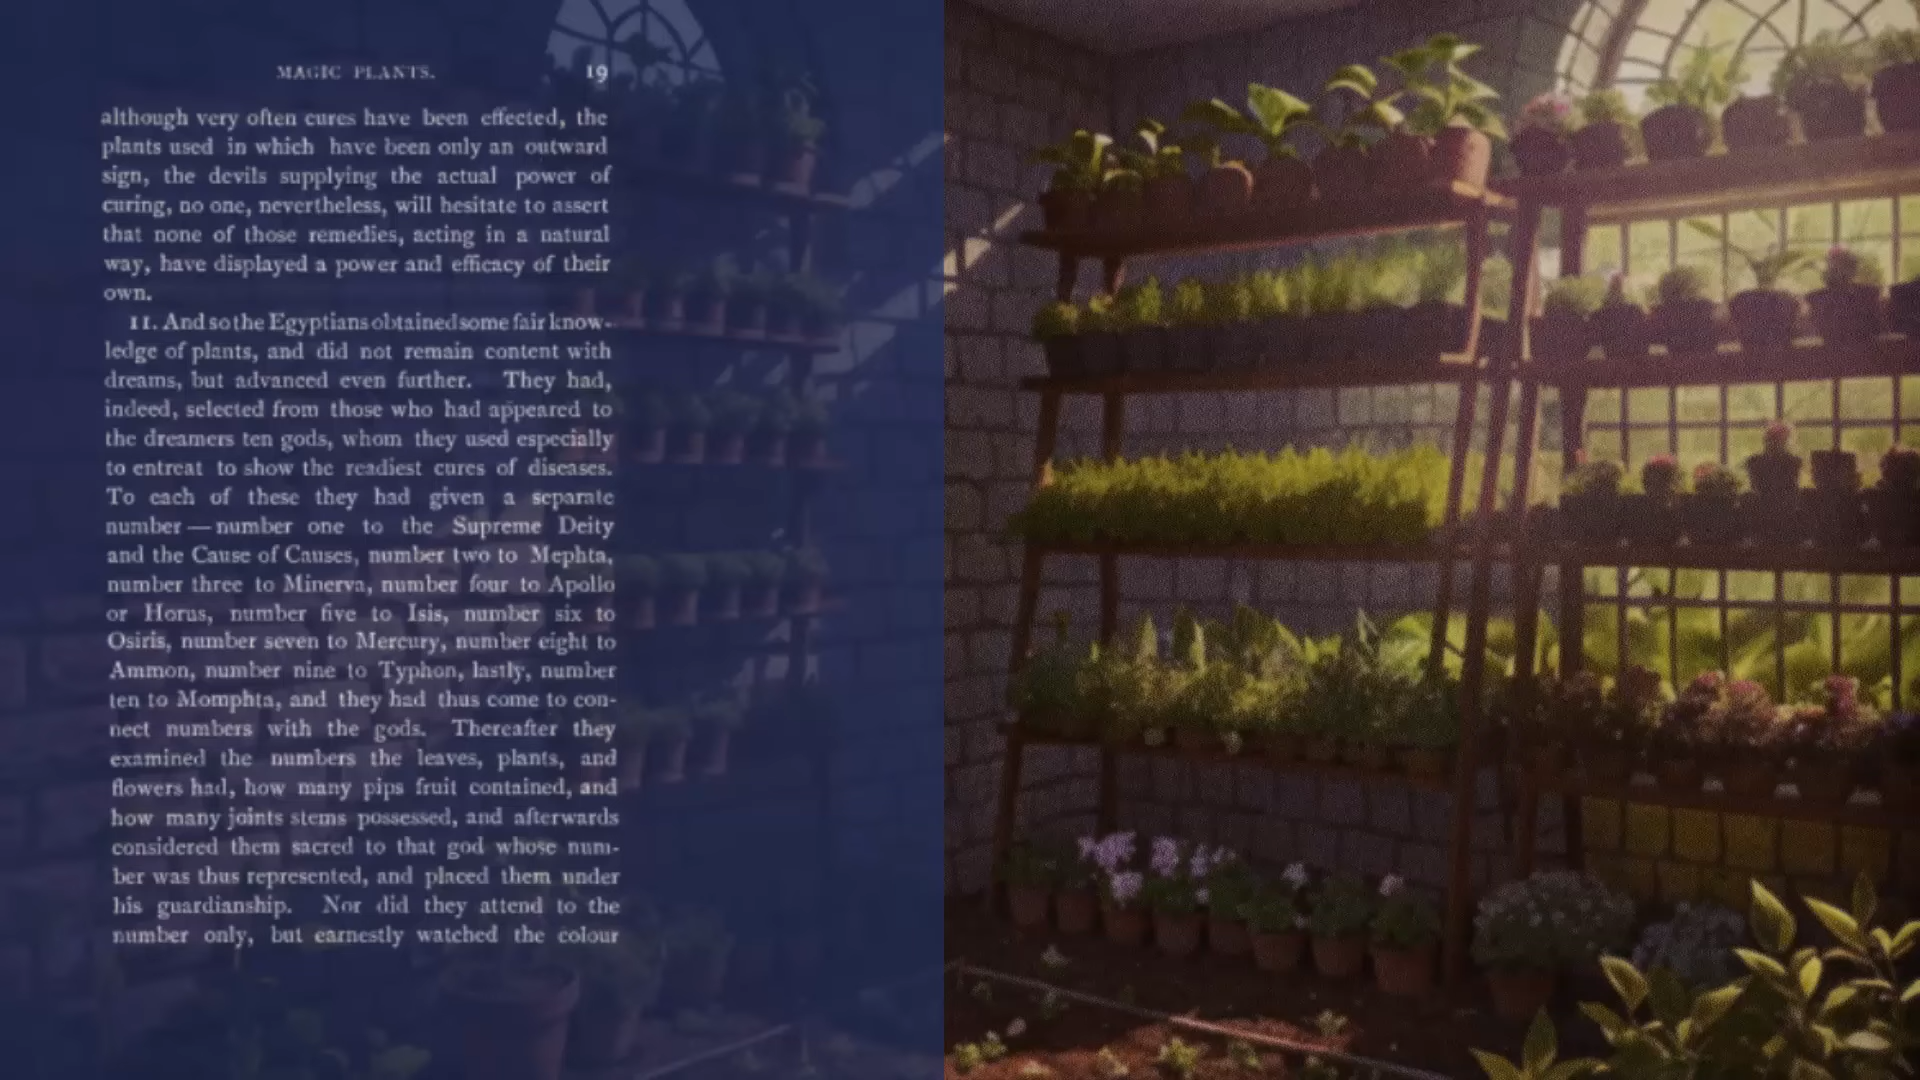 MAGIC PLANTS. 19
although very often cures have been effected, the
plants used in which have been only an outward
sign, the devils supplying the actual power of
curing, no one, nevertheless, will hesitate to assert
that none of those remedies, acting in a natural
way, have displayed a power and efficacy of their
own.
11. And so the Egyptians obtained some fair know-
ledge of plants, and did not remain content with
dreams, but advanced even further. They had,
indeed, selected from those who had appeared to
the dreamers ten gods, whom they used especially
to entreat to show the readiest cures of diseases.
To each of these they had given a separate
number — number one to the Supreme Deity
and the Cause of Causes, number two to Mephta,
number three to Minerva, number four to Apollo
or Horus, number five to Isis, number six to
Osiris, number seven to Mercury, number eight to
Ammon, number nine to Typhon, lastly, number
ten to Momphta, and they had thus come to con-
nect numbers with the gods. Thereafter they
examined the numbers the leaves, plants, and
flowers had, how many pips fruit contained, and
how many joints stems possessed, and afterwards
considered them sacred to that god whose num-
ber was thus represented, and placed them under
his guardianship. Nor did they attend to the
number only, but earnestly watched the colour